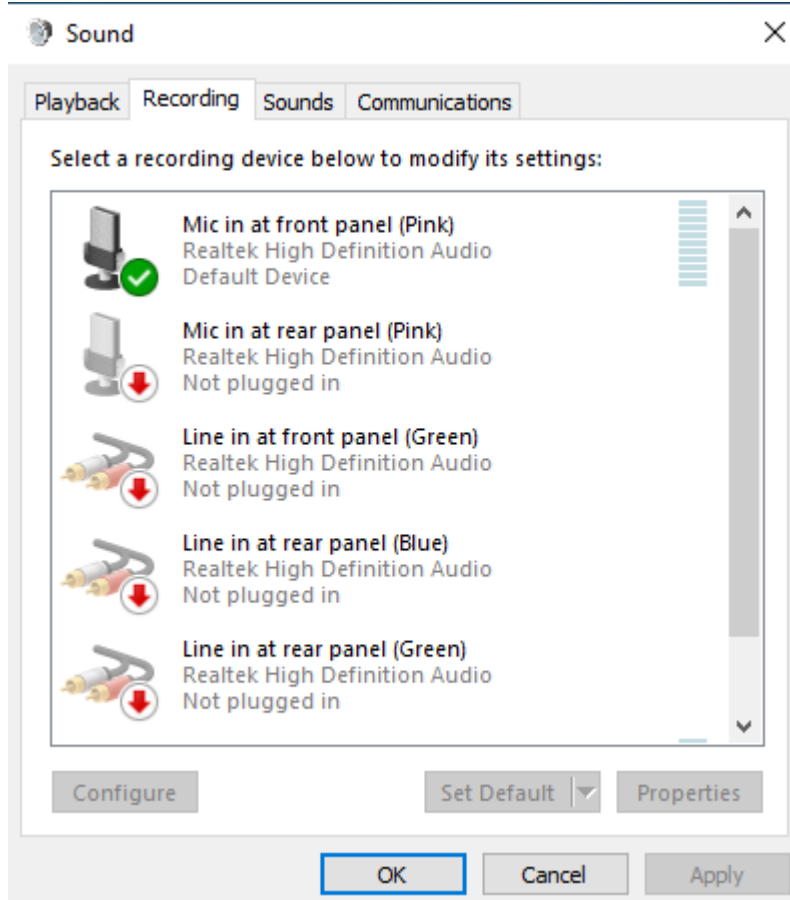 Sound
Playback Recording Sounds Communications
Select a recording device below to modify its settings:
Mic in at front panel (Pink)
Realtek High Definition Audio
Default Device
Mic in at rear panel (Pink)
Realtek High Definition Audio
Not plugged in
Line in at front panel (Green)
Realtek High Definition Audio
Not plugged in
Line in at rear panel (Blue)
Realtek High Definition Audio
Not plugged in
Line in at rear panel (Green)
Realtek High Definition Audio
Not plugged in
Configure Set Default Properties
OK Cancel Apply